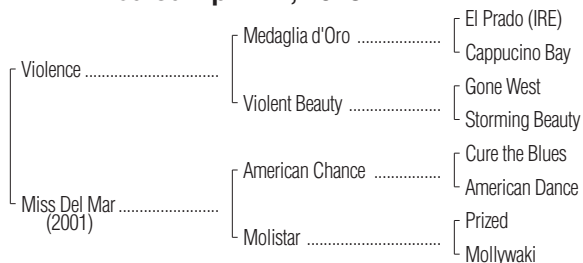 El Prado (IRE)
Medaglia d'Oro ....................
Cappucino Bay
Violence ..............................
Gone West
Violent Beauty ....................
Storming Beauty
Cure the Blues
American Chance ..............
American Dance
Miss Del Mar ......................
(2001)
Prized
Molistar ..............................
Mollywaki